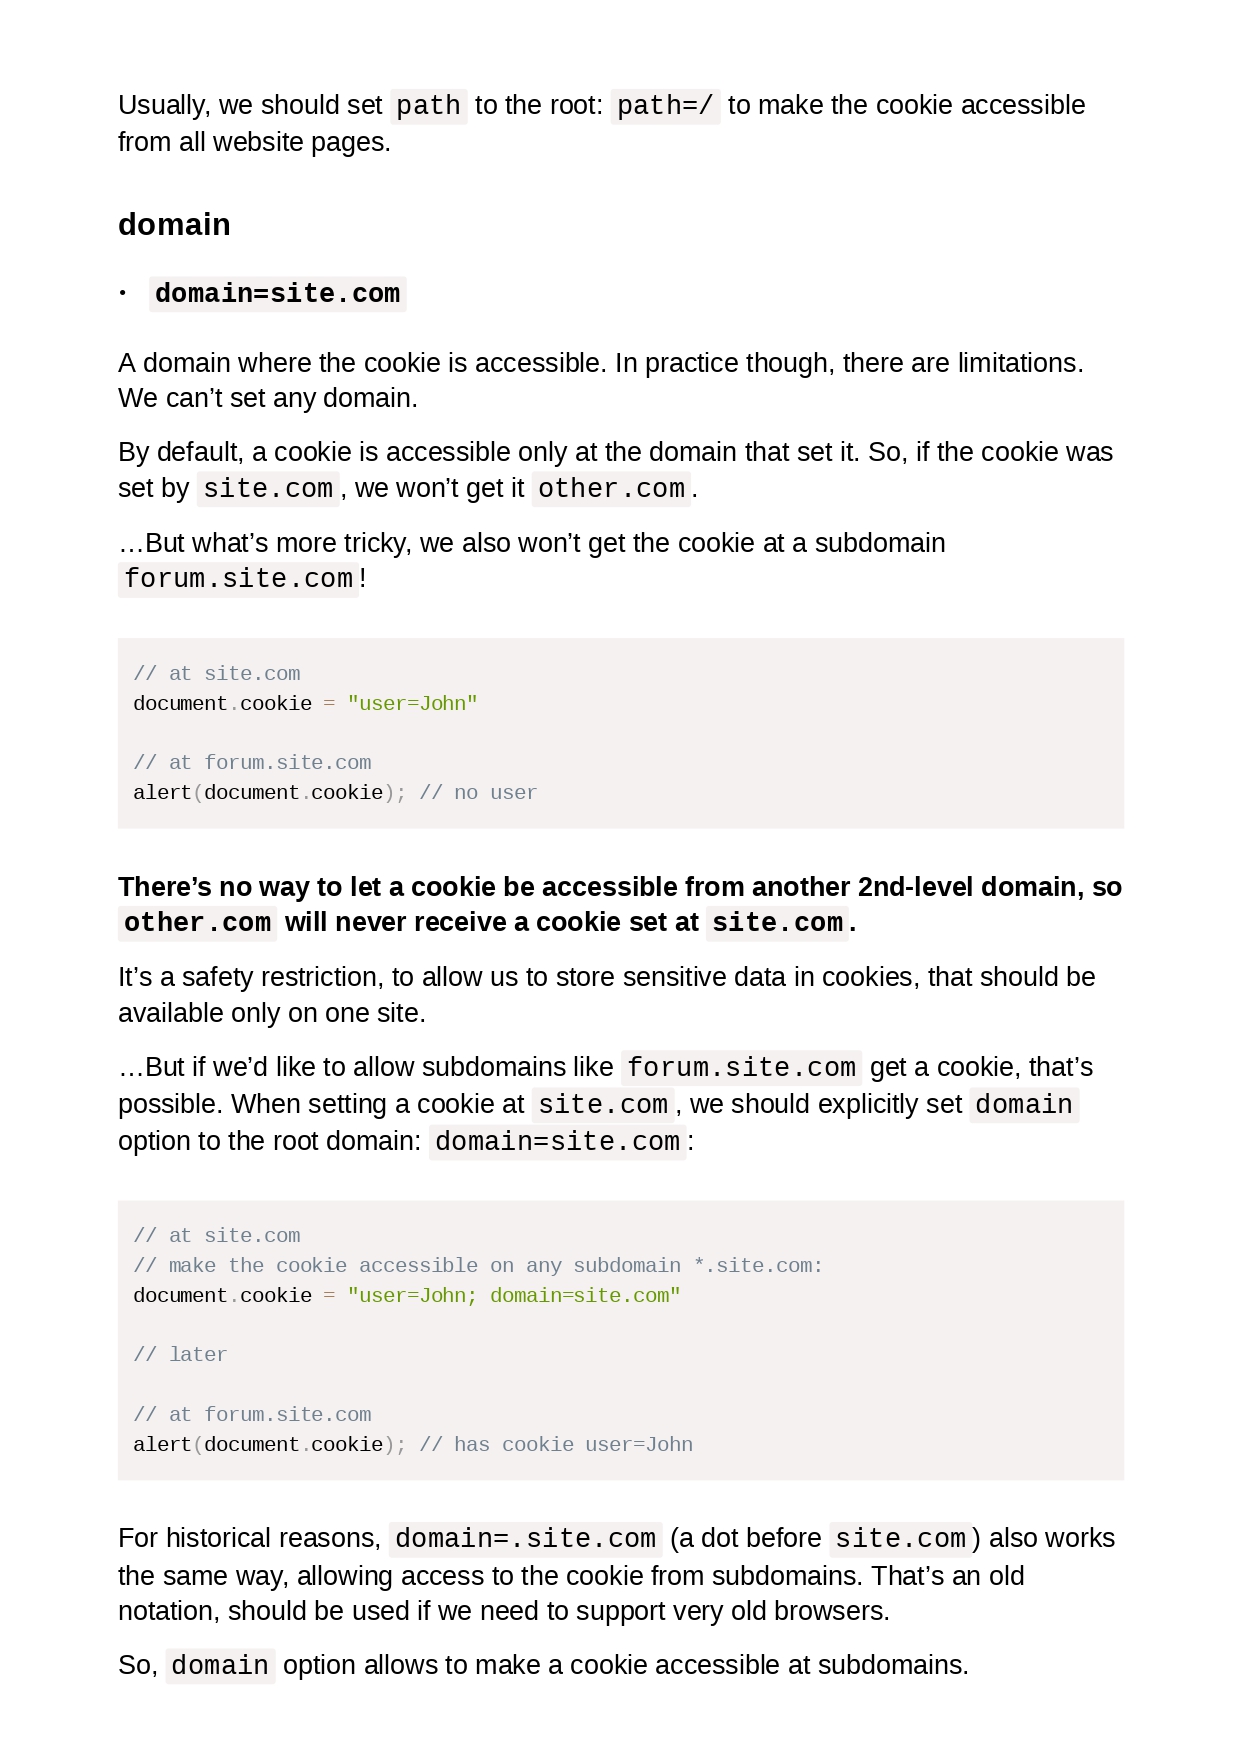 Usually, we should set path to the root: path=/ to make the cookie accessible
from all website pages.
domain
• domain=site.com
A domain where the cookie is accessible. In practice though, there are limitations.
We can’t set any domain.
By default, a cookie is accessible only at the domain that set it. So, if the cookie was
set by site.com, we won’t get it other.com.
…But what’s more tricky, we also won’t get the cookie at a subdomain
forum.site.com!
// at site.com
document.cookie = "user=John"
// at forum.site.com
alert(document.cookie); // no user
There’s no way to let a cookie be accessible from another 2nd-level domain, so
other.com will never receive a cookie set at site.com.
It’s a safety restriction, to allow us to store sensitive data in cookies, that should be
available only on one site.
…But if we’d like to allow subdomains like forum.site.com get a cookie, that’s
possible. When setting a cookie at site.com, we should explicitly set domain
option to the root domain: domain=site.com:
// at site.com
// make the cookie accessible on any subdomain *.site.com:
document.cookie = "user=John; domain=site.com"
// later
// at forum.site.com
alert(document.cookie); // has cookie user=John
For historical reasons, domain=.site.com (a dot before site.com) also works
the same way, allowing access to the cookie from subdomains. That’s an old
notation, should be used if we need to support very old browsers.
So, domain option allows to make a cookie accessible at subdomains.